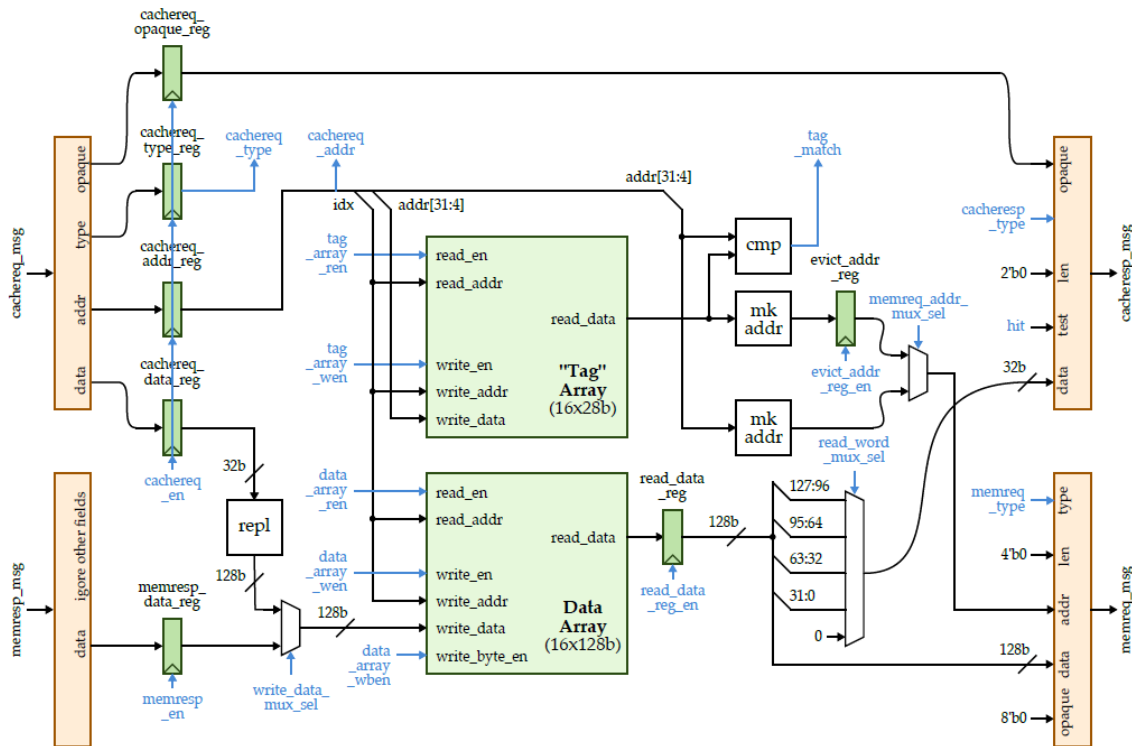 cachereq_
opaque_reg
cachereq_
type_reg
cachereq
_type
cachereq
_addr
tag
_match
cachereq_msg
opaque
type
addr
data
cachereq_
addr_reg
cachereq_
data_reg
cachereq
_en
idx
addr[31:4]
addr[31:4]
tag
_array
_ren
tag
_array
_wen
read_en
read_addr
read_data
write_en
write_addr
write_data
"Tag"
Array
(16x28b)
cmp
mk
addr
mk
addr
evict_addr
_reg
evict_addr
_reg_en
memreq_addr_
mux_sel
cacheresp
_type
2'b0
hit
32b
opaque
type
len
test
data
cacheresp_msg
32b
repl
128b
memresp_msg
igore other fields
data
memresp_
data_reg
memresp
_en
write_data_
mux_sel
128b
data
_array
_ren
data
_array
_wen
data
_array
_wben
read_en
read_addr
read_data
write_en
write_addr
write_data
write_byte_en
Data
Array
(16x128b)
read_data
_reg
read_data
_reg_en
128b
read_word
_mux_sel
127:96
95:64
63:32
31:0
0
memreq
_type
4'b0
128b
8'b0
type
len
addr
data
opaque
memreq_msg